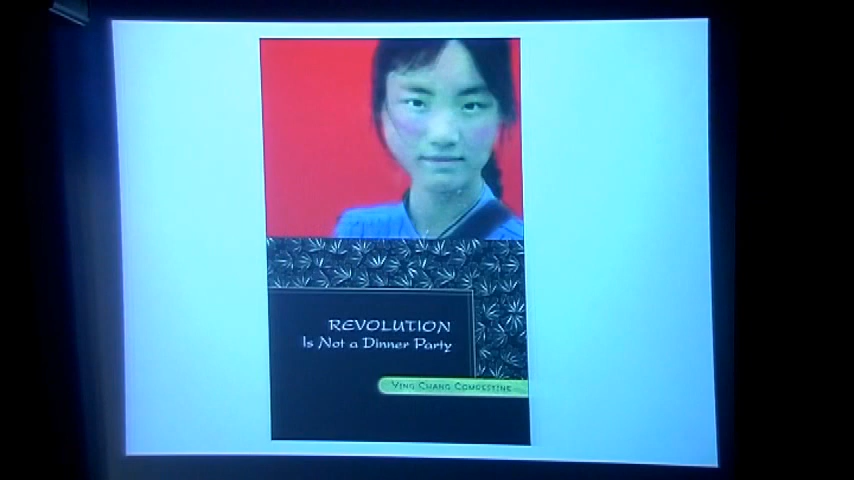 REVOLUTION
Is Not a Dinner Party
YING CHANG COMPESTINE